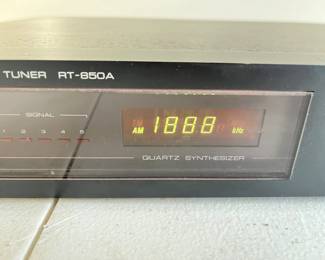 TUNER RT-850A
SIGNAL
1 2 3 4 5
AM 1888 kHz
QUARTZ SYNTHESIZER